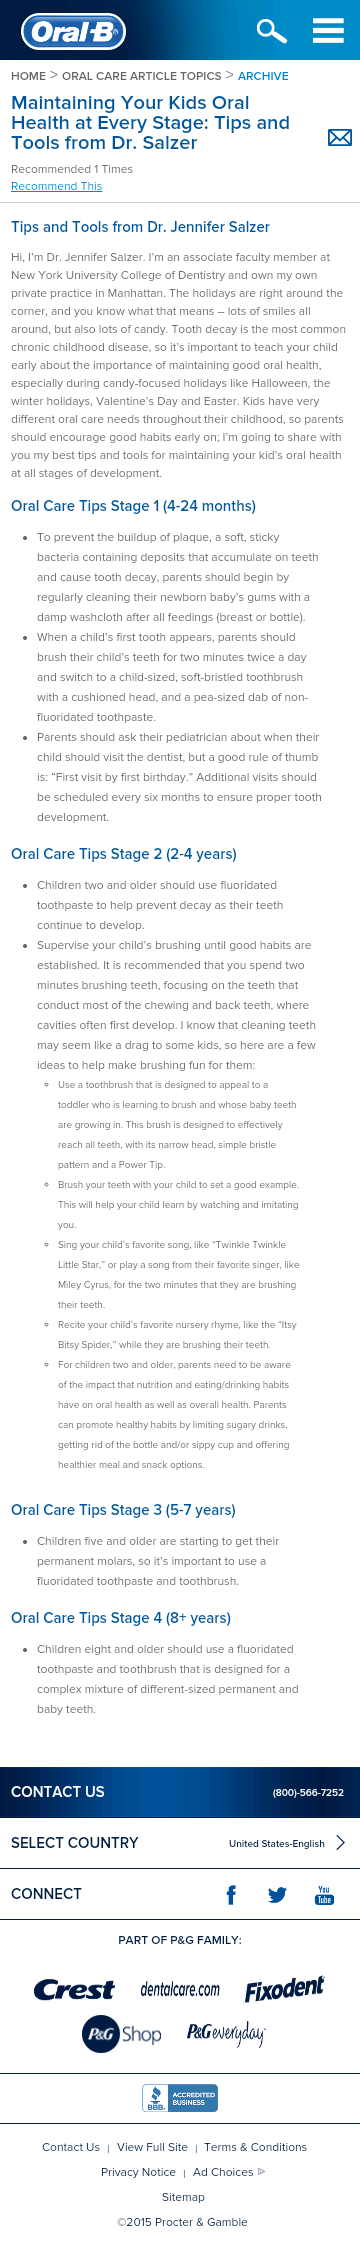 Oral-B
HOME > ORAL CARE ARTICLE TOPICS > ARCHIVE
Maintaining Your Kids Oral
Health at Every Stage: Tips and
Tools from Dr. Salzer
Recommended 1 Times
Recommend This
Tips and Tools from Dr. Jennifer Salzer
Hi, I'm Dr. Jennifer Salzer. I'm an associate faculty member at
New York University College of Dentistry and own my own
private practice in Manhattan. The holidays are right around the
corner, and you know what that means – lots of smiles all
around, but also lots of candy. Tooth decay is the most common
chronic childhood disease, so it's important to teach your child
early about the importance of maintaining good oral health,
especially during candy-focused holidays like Halloween, the
winter holidays, Valentine's Day and Easter. Kids have very
different oral care needs throughout their childhood, so parents
should encourage good habits early on; I'm going to share with
you my best tips and tools for maintaining your kid's oral health
at all stages of development.
Oral Care Tips Stage 1 (4-24 months)
• To prevent the buildup of plaque, a soft, sticky
bacteria containing deposits that accumulate on teeth
and cause tooth decay, parents should begin by
regularly cleaning their newborn baby's gums with a
damp washcloth after all feedings (breast or bottle).
• When a child's first tooth appears, parents should
brush their child's teeth for two minutes twice a day
and switch to a child-sized, soft-bristled toothbrush
with a cushioned head, and a pea-sized dab of non-
fluoridated toothpaste.
• Parents should ask their pediatrician about when their
child should visit the dentist, but a good rule of thumb
is: "First visit by first birthday." Additional visits should
be scheduled every six months to ensure proper tooth
development.
Oral Care Tips Stage 2 (2-4 years)
• Children two and older should use fluoridated
toothpaste to help prevent decay as their teeth
continue to develop.
• Supervise your child's brushing until good habits are
established. It is recommended that you spend two
minutes brushing teeth, focusing on the teeth that
conduct most of the chewing and back teeth, where
cavities often first develop. I know that cleaning teeth
may seem like a drag to some kids, so here are a few
ideas to help make brushing fun for them:
◦ Use a toothbrush that is designed to appeal to a
toddler who is learning to brush and whose baby teeth
are growing in. This brush is designed to effectively
reach all teeth, with its narrow head, simple bristle
pattern and a Power Tip.
◦ Brush your teeth with your child to set a good example.
This will help your child learn by watching and imitating
you.
◦ Sing your child's favorite song, like "Twinkle Twinkle
Little Star," or play a song from their favorite singer, like
Miley Cyrus, for the two minutes that they are brushing
their teeth.
◦ Recite your child's favorite nursery rhyme, like the "Itsy
Bitsy Spider," while they are brushing their teeth.
◦ For children two and older, parents need to be aware
of the impact that nutrition and eating/drinking habits
have on oral health as well as overall health. Parents
can promote healthy habits by limiting sugary drinks,
getting rid of the bottle and/or sippy cup and offering
healthier meal and snack options.
Oral Care Tips Stage 3 (5-7 years)
• Children five and older are starting to get their
permanent molars, so it's important to use a
fluoridated toothpaste and toothbrush.
Oral Care Tips Stage 4 (8+ years)
• Children eight and older should use a fluoridated
toothpaste and toothbrush that is designed for a
complex mixture of different-sized permanent and
baby teeth.
CONTACT US (800)-566-7252
SELECT COUNTRY United States-English
CONNECT f You Tube
PART OF P&G FAMILY:
Crest dentalcare.com Fixodent
P&G Shop P&G everyday
BBB. ACCREDITED BUSINESS
Contact Us | View Full Site | Terms & Conditions
Privacy Notice | Ad Choices
Sitemap
©2015 Procter & Gamble